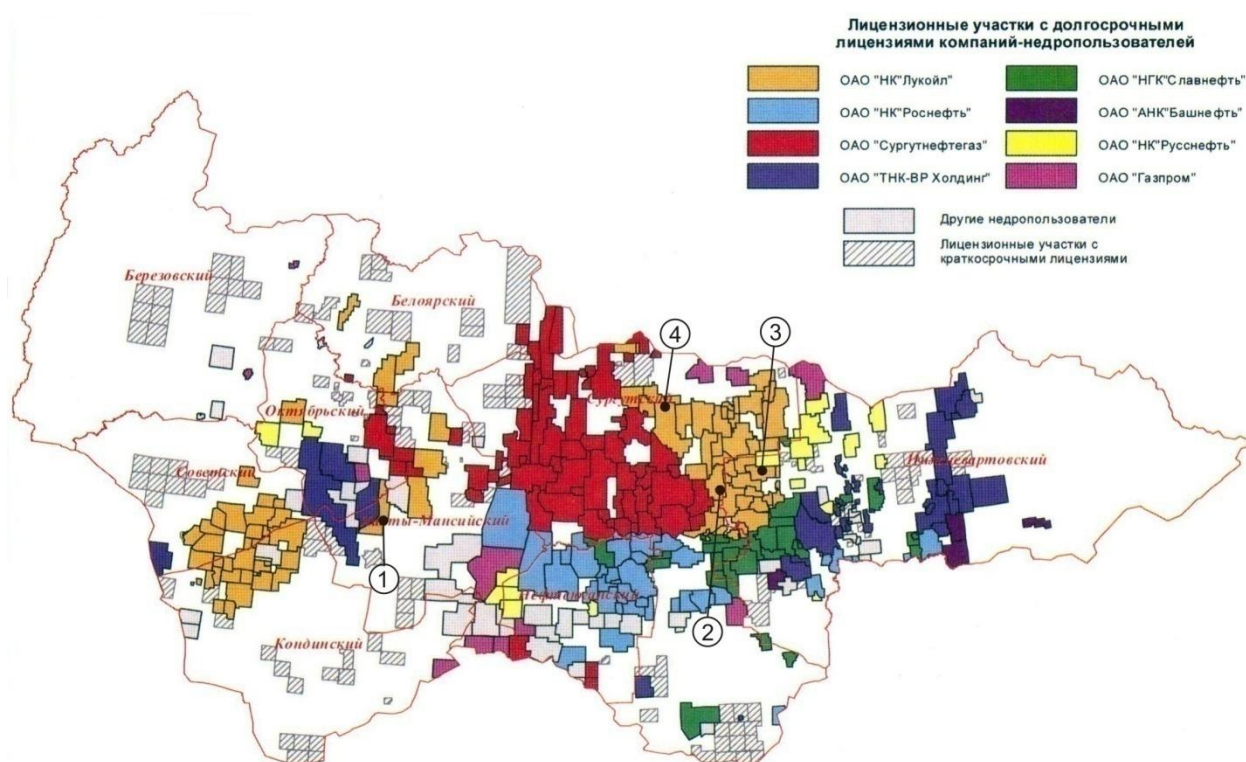 Лицензионные участки с долгосрочными
лицензиями компаний-недропользователей
ОАО "НК"Лукойл"
ОАО "НГК"Славнефть"
ОАО "НК"Роснефть"
ОАО "АНК"Башнефть"
ОАО "Сургутнефтегаз"
ОАО "НК"Русснефть"
ОАО "ТНК-ВР Холдинг"
ОАО "Газпром"
Другие недропользователи
Лицензионные участки с
краткосрочными лицензиями
Березовский
Белоярский
4
3
Сургутский
Октябрьский
Советский
Нижневартовский
Ханты-Мансийский
1
Нефтеюганский
2
Кондинский